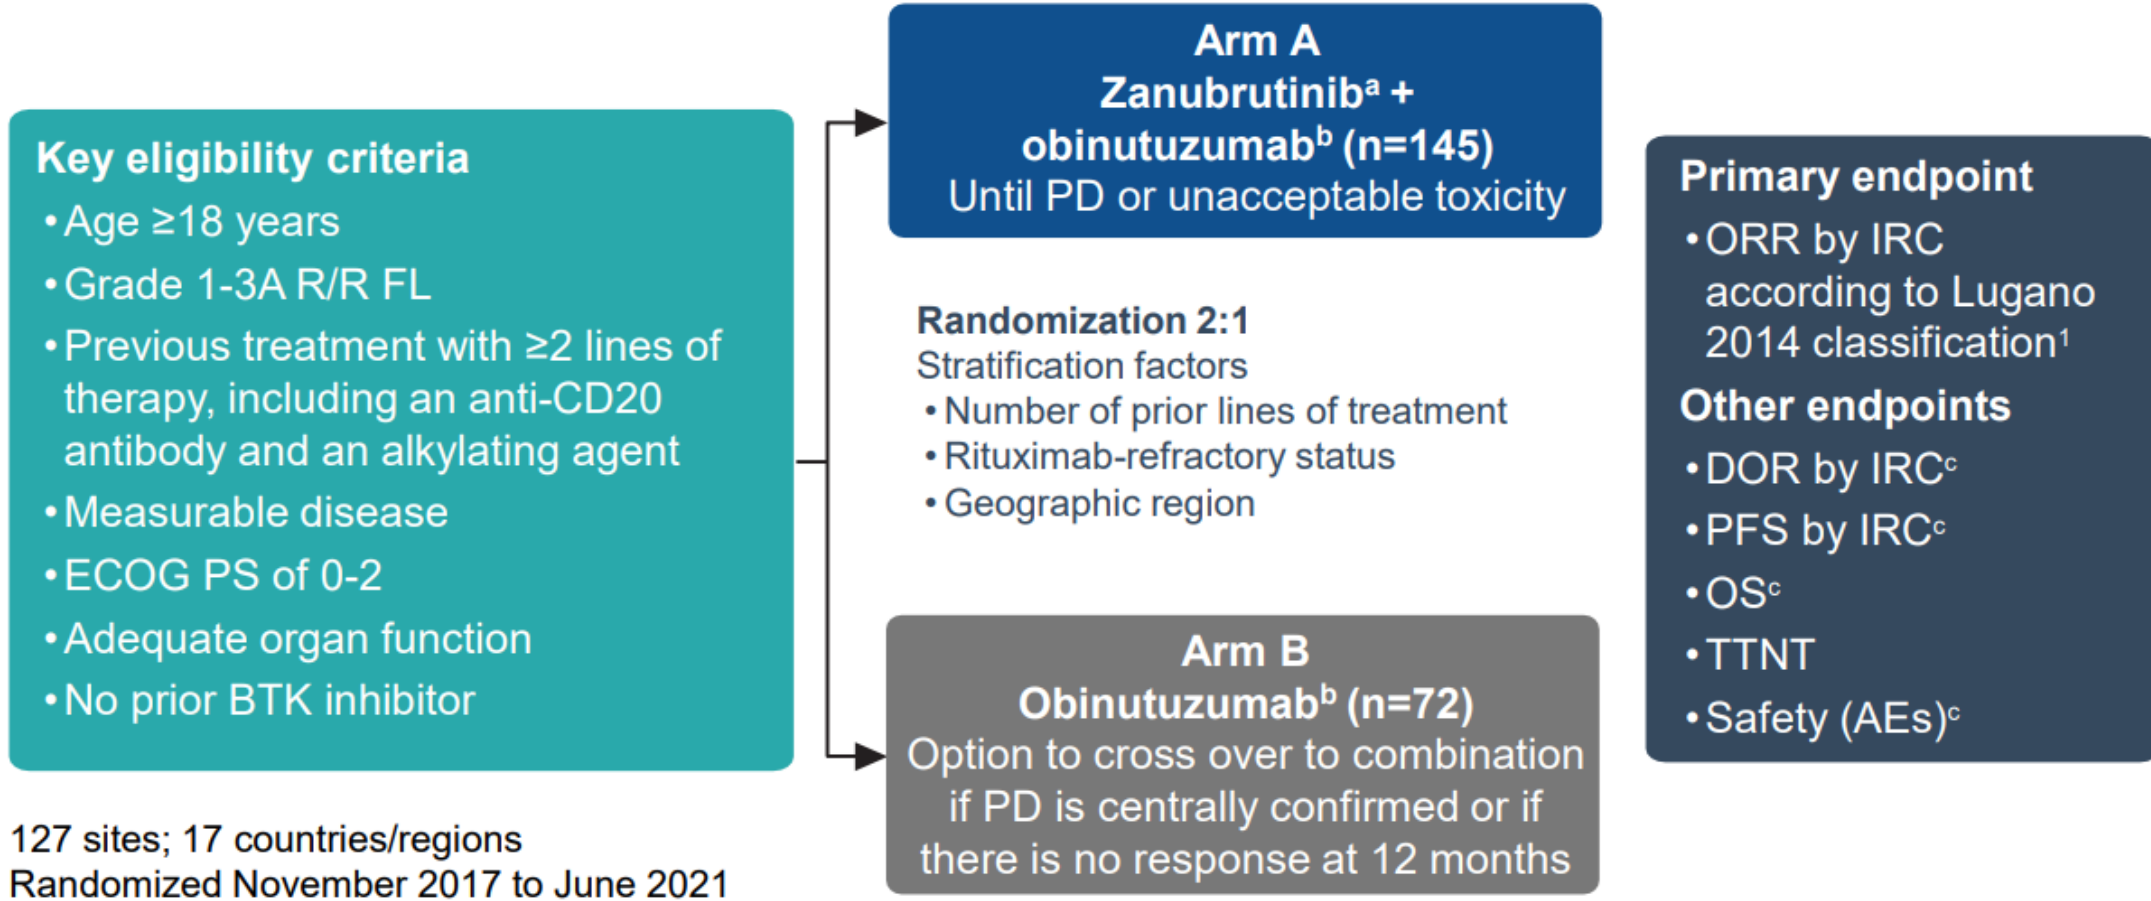 Key eligibility criteria
• Age ≥18 years
• Grade 1-3A R/R FL
• Previous treatment with ≥2 lines of
therapy, including an anti-CD20
antibody and an alkylating agent
• Measurable disease
• ECOG PS of 0-2
• Adequate organ function
• No prior BTK inhibitor
127 sites; 17 countries/regions
Randomized November 2017 to June 2021
Arm A
Zanubrutinibᵃ +
obinutuzumabᵇ (n=145)
Until PD or unacceptable toxicity
Randomization 2:1
Stratification factors
• Number of prior lines of treatment
• Rituximab-refractory status
• Geographic region
Arm B
Obinutuzumabᵇ (n=72)
Option to cross over to combination
if PD is centrally confirmed or if
there is no response at 12 months
Primary endpoint
• ORR by IRC
according to Lugano
2014 classification¹
Other endpoints
• DOR by IRCᶜ
• PFS by IRCᶜ
• OSᶜ
• TTNT
• Safety (AEs)ᶜ